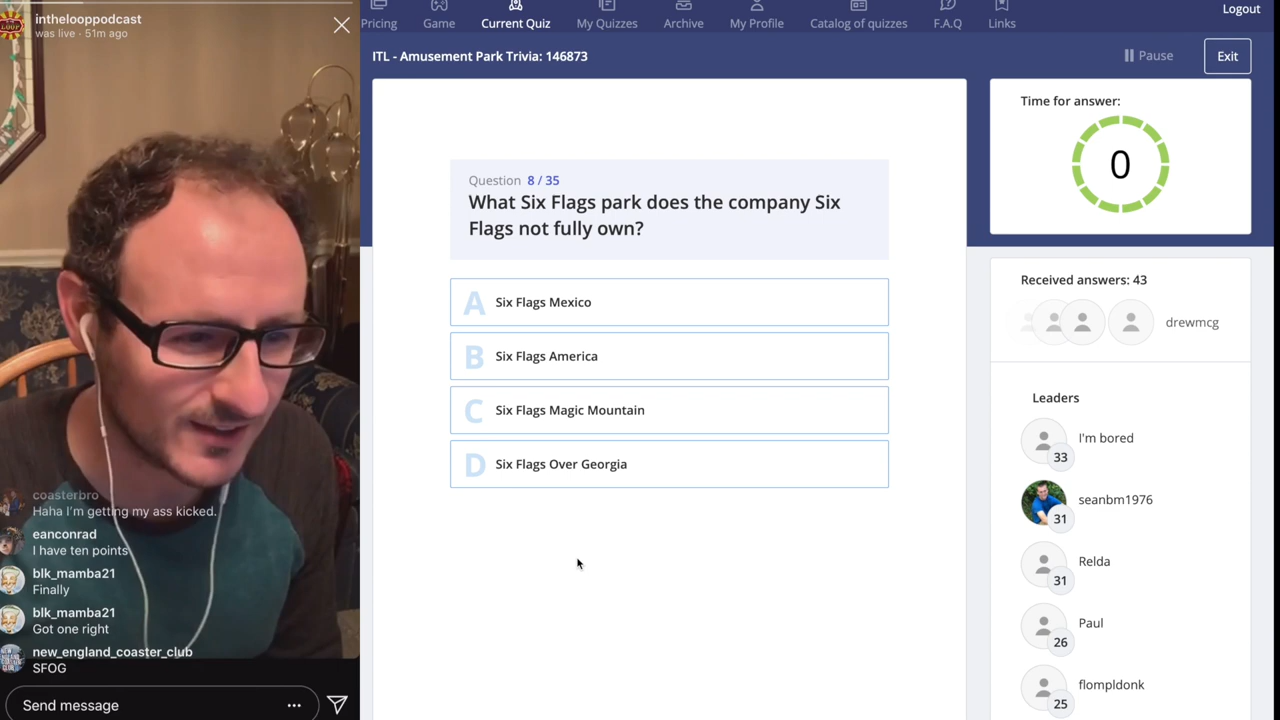 inthelooppodcast
was live · 51m ago
LOOP
Pricing
Game
Current Quiz
My Quizzes
Archive
My Profile
Catalog of quizzes
F.A.Q
Links
Logout
ITL - Amusement Park Trivia: 146873
Pause
Exit
Question 8 / 35
What Six Flags park does the company Six
Flags not fully own?
A Six Flags Mexico
B Six Flags America
C Six Flags Magic Mountain
D Six Flags Over Georgia
Time for answer:
0
Received answers: 43
drewmcg
Leaders
I'm bored
33
seanbm1976
31
Relda
31
Paul
26
flompldonk
25
coasterbro
Haha I'm getting my ass kicked.
eanconrad
I have ten points
blk_mamba21
Finally
blk_mamba21
Got one right
new_england_coaster_club
SFOG
Send message